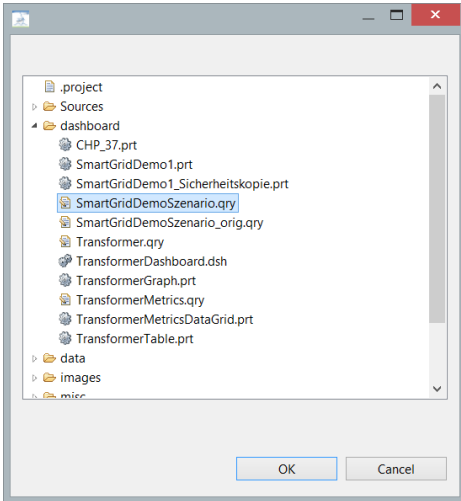 .project
Sources
dashboard
CHP_37.prt
SmartGridDemo1.prt
SmartGridDemo1_Sicherheitskopie.prt
SmartGridDemoSzenario.qry
SmartGridDemoSzenario_orig.qry
Transformer.qry
TransformerDashboard.dsh
TransformerGraph.prt
TransformerMetrics.qry
TransformerMetricsDataGrid.prt
TransformerTable.prt
data
images
misc
OK Cancel